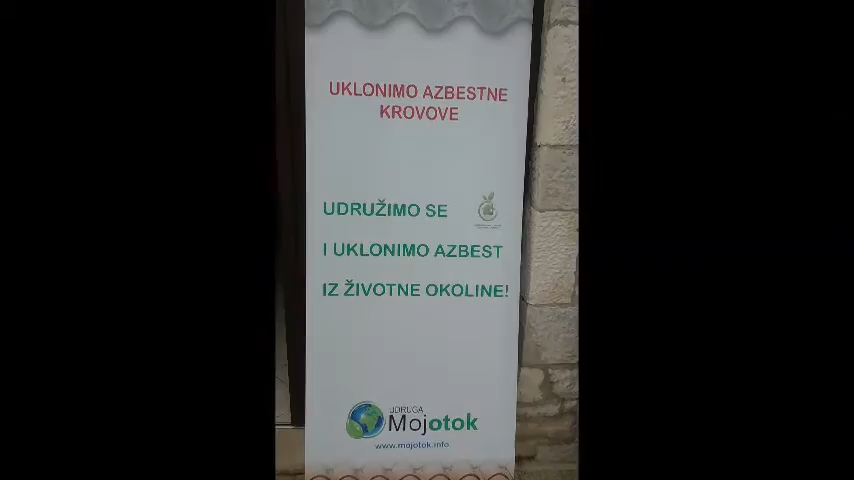 UKLONIMO AZBESTNE
KROVOVE
UDRUŽIMO SE
I UKLONIMO AZBEST
IZ ŽIVOTNE OKOLINE!
UDRUGA
Mojotok
www.mojotok.info